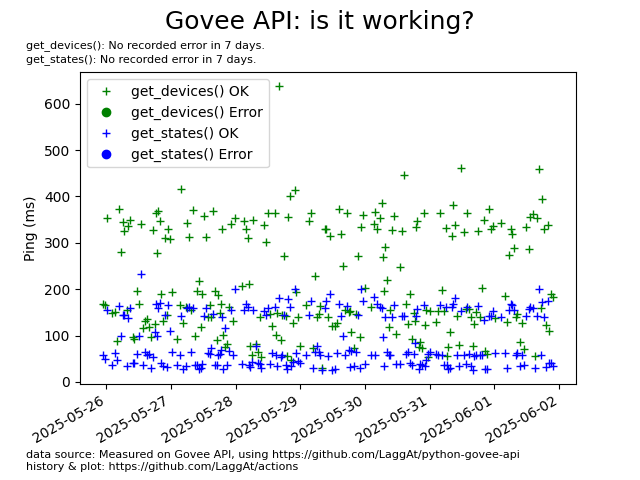 Govee API: is it working?
get_devices(): No recorded error in 7 days.
get_states(): No recorded error in 7 days.
get_devices() OK
get_devices() Error
get_states() OK
get_states() Error
Ping (ms)
600
500
400
300
200
100
0
2025-05-26
2025-05-27
2025-05-28
2025-05-29
2025-05-30
2025-05-31
2025-06-01
2025-06-02
data source: Measured on Govee API, using https://github.com/LaggAt/python-govee-api
history & plot: https://github.com/LaggAt/actions